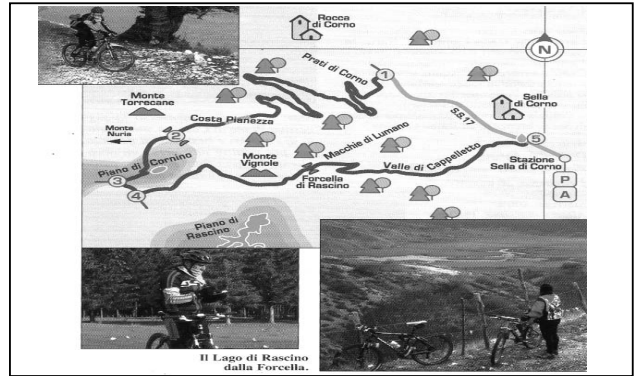 Rocca
di Corno
N
Prati di Corno
1
Monte
Torrecane
Costa Pianezza
S.S.17
Sella
di Corno
Monte
Nuria
2
Macchie di Lumano
5
Piano di Cornino
Monte
Vignole
Valle di Cappelletto
Stazione
Sella di Corno
3
4
Forcella
di Rascino
P
A
Piano di
Rascino
Il Lago di Rascino
dalla Forcella.